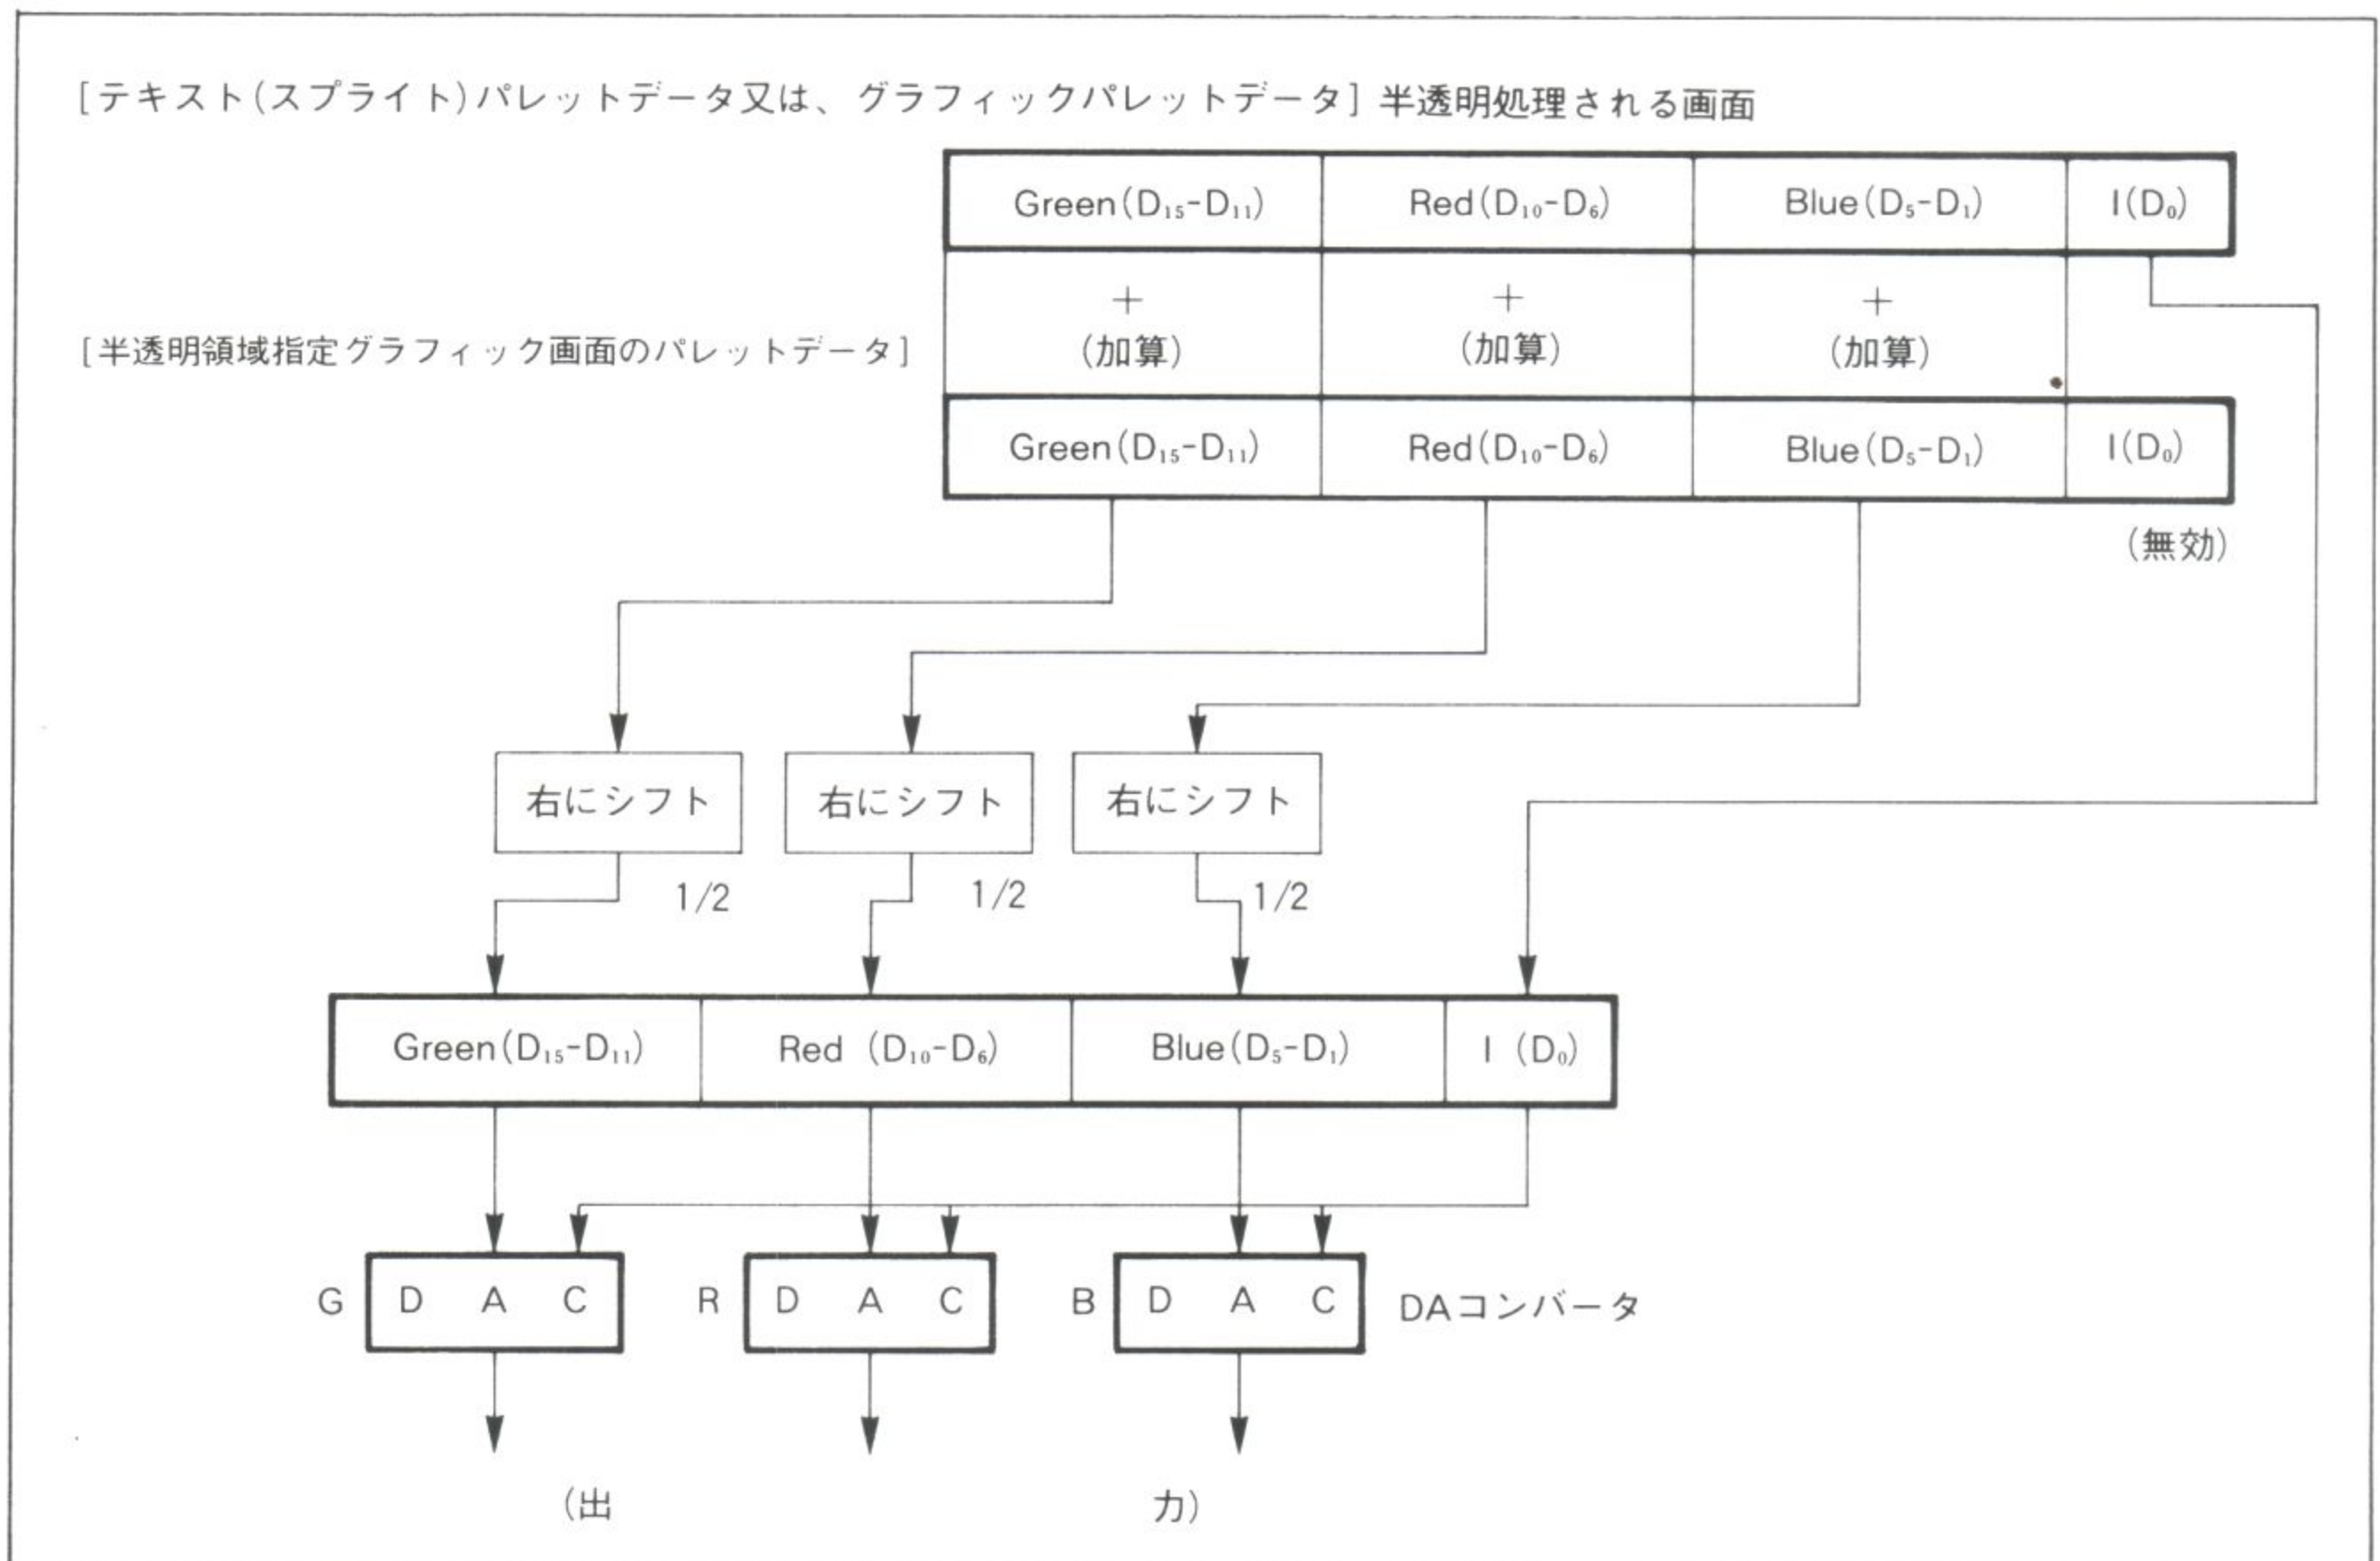 [テキスト(スプライト)パレットデータ又は、グラフィックパレットデータ] 半透明処理される画面
Green(D₁₅-D₁₁) Red(D₁₀-D₆) Blue(D₅-D₁) I(D₀)
+ + +
[半透明領域指定グラフィック画面のパレットデータ] (加算) (加算) (加算)
Green(D₁₅-D₁₁) Red(D₁₀-D₆) Blue(D₅-D₁) I(D₀)
(無効)
右にシフト 右にシフト 右にシフト
1/2 1/2 1/2
Green(D₁₅-D₁₁) Red (D₁₀-D₆) Blue(D₅-D₁) I (D₀)
G D A C R D A C B D A C DAコンバータ
(出 力)